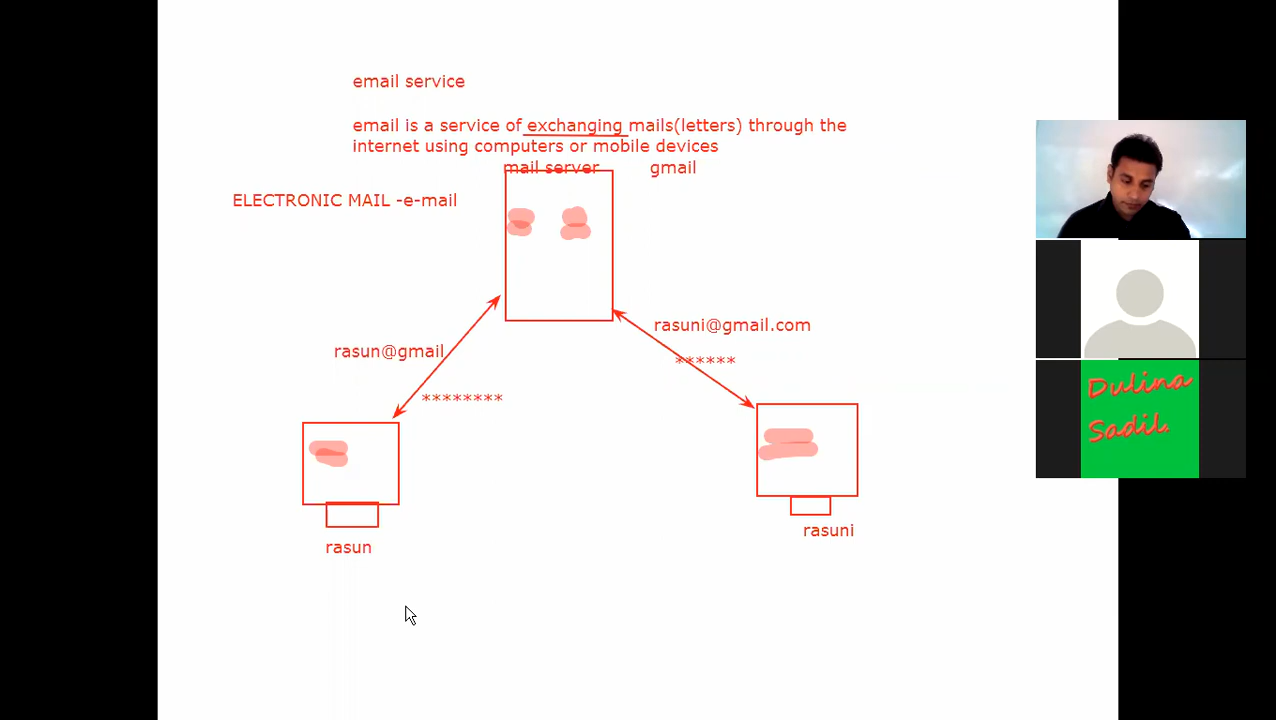 email service
email is a service of exchanging mails(letters) through the
internet using computers or mobile devices
mail server gmail
ELECTRONIC MAIL -e-mail
rasuni@gmail.com
rasun@gmail
******
********
rasuni
rasun
Dulina
Sadil.